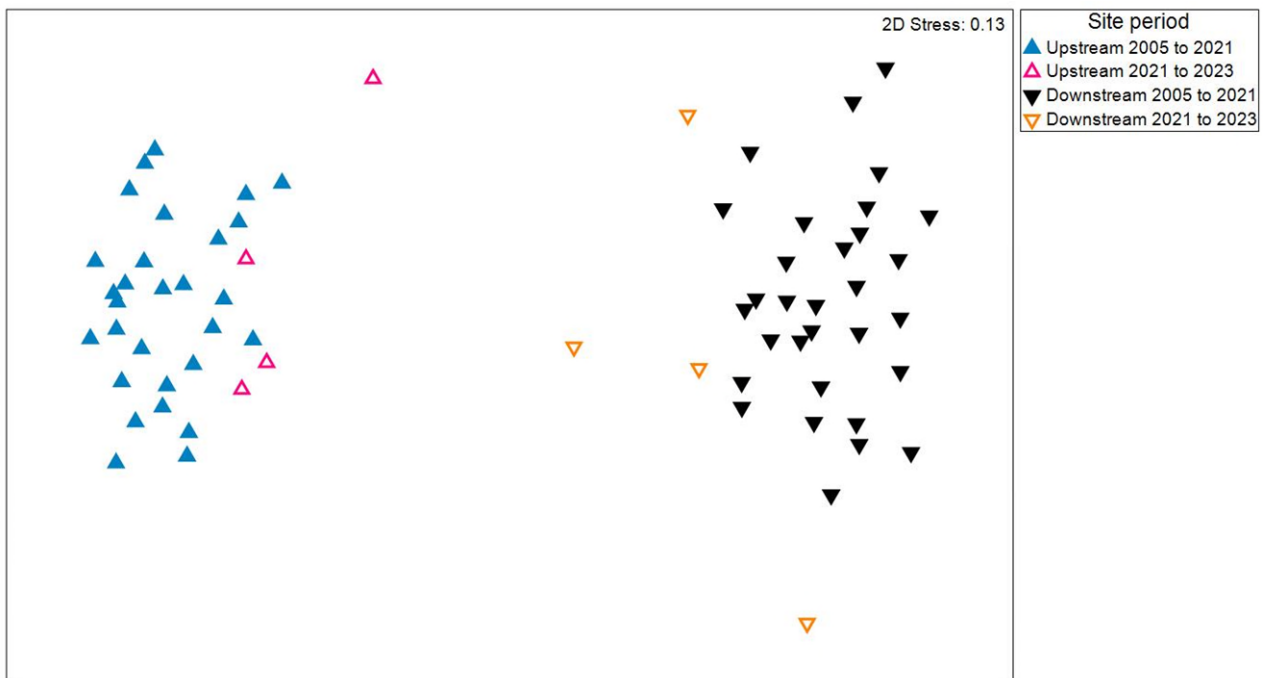 2D Stress: 0.13
Site period
Upstream 2005 to 2021
Upstream 2021 to 2023
Downstream 2005 to 2021
Downstream 2021 to 2023